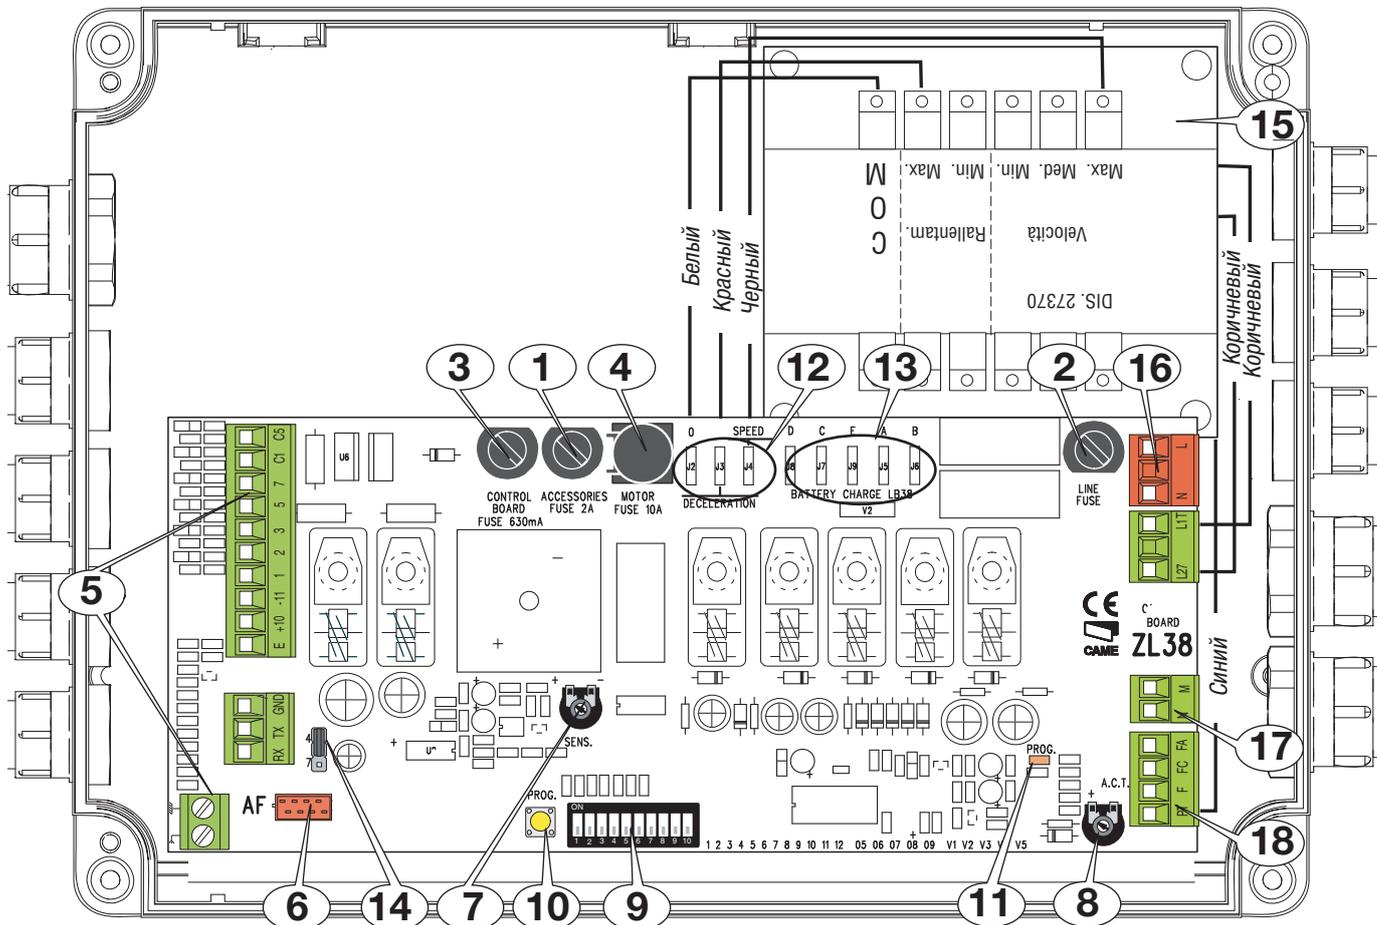 15
M
O
C
Max.
Min.
Min.
Med.
Max.
Rallentam.
Velocità
DIS. 27370
Белый
Красный
Черный
Коричневый
Коричневый
3
1
4
12
13
2
16
0
SPEED
D
C
E
A
B
J2
J3
J4
J8
J7
J9
J5
J6
DECELERATION
BATTERY CHARGE LB38
V2
CONTROL
BOARD
FUSE 630mA
ACCESSORIES
FUSE 2A
MOTOR
FUSE 10A
LINE
FUSE
U6
C5
C1
7
5
3
2
1
-11
+10
E
L
N
L1T
L27
5
CE
CAME
BOARD
ZL38
Синий
GND
TX
RX
4
7
AF
SENS.
PROG.
ON
1 2 3 4 5 6 7 8 9 10
1 2 3 4 5 6 7 8 9 10 11 12
05 06 07 08 09
V1 V2 V3 V5
PROG.
A.C.T.
M
FA
FC
F
17
18
6
14
7
10
9
11
8